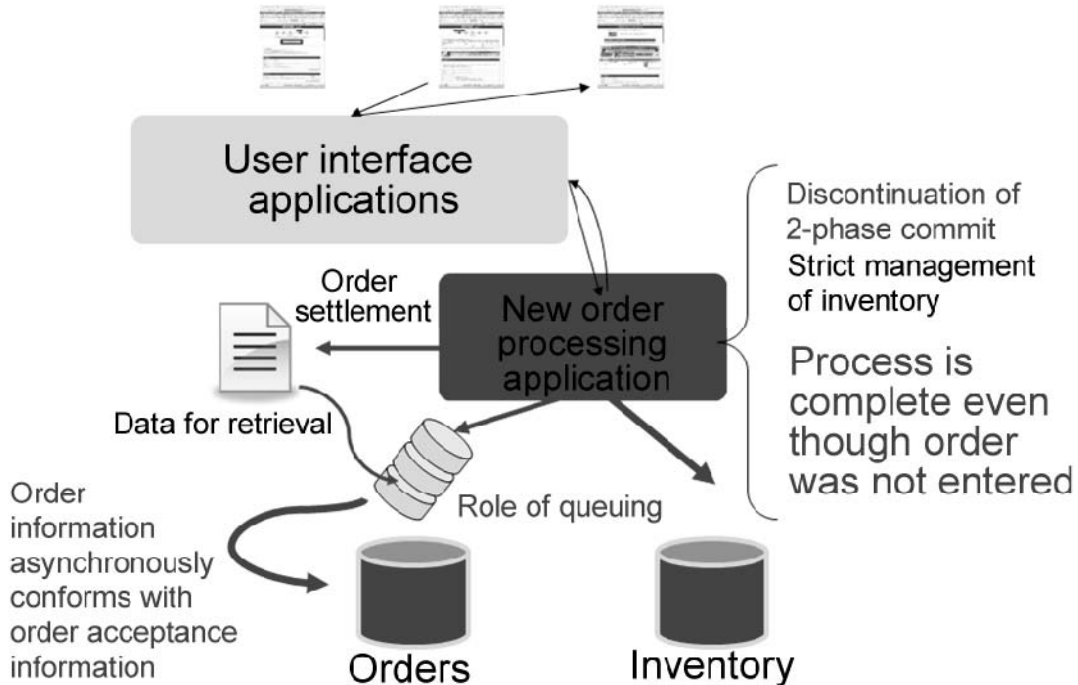 User interface
applications
Discontinuation of
2-phase commit
Strict management
of inventory
Order
settlement
New order
processing
application
Process is
complete even
though order
was not entered
Data for retrieval
Role of queuing
Order
information
asynchronously
conforms with
order acceptance
information
Orders
Inventory